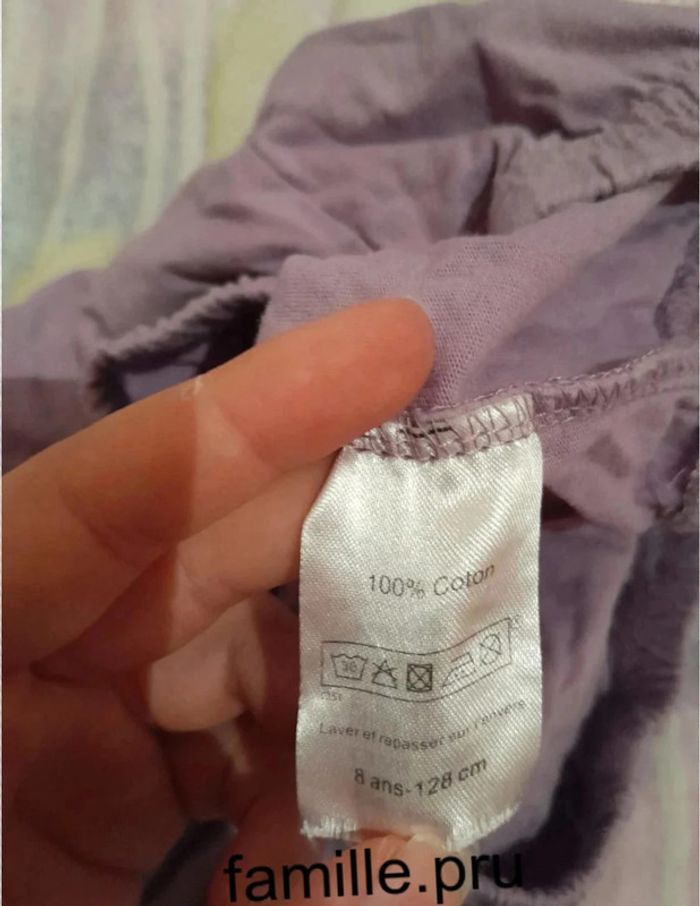 100% Coton
30
Laver et repasser sur l'envers
8 ans-128 cm
famille.pru